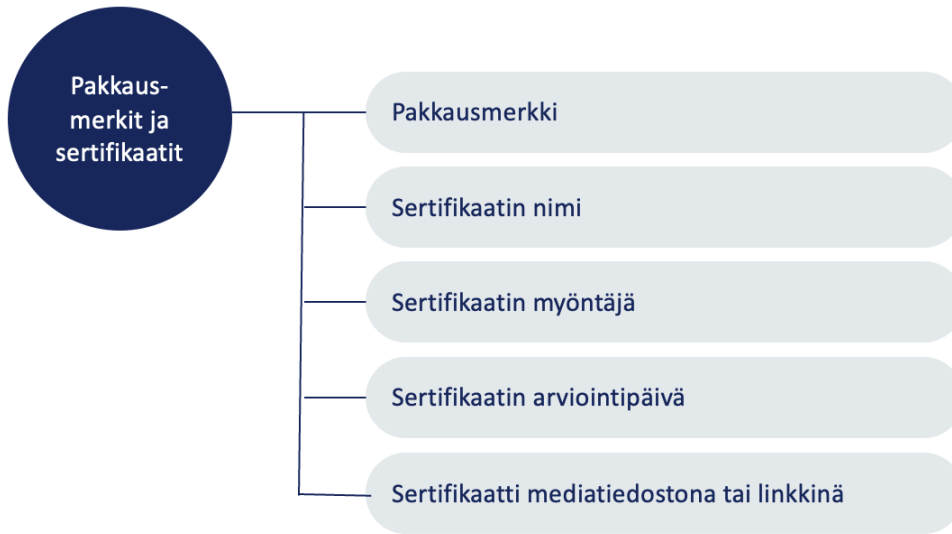 Pakkaus-
merkit ja
sertifikaatit
Pakkausmerkki
Sertifikaatin nimi
Sertifikaatin myöntäjä
Sertifikaatin arviointipäivä
Sertifikaatti mediatiedostona tai linkkinä